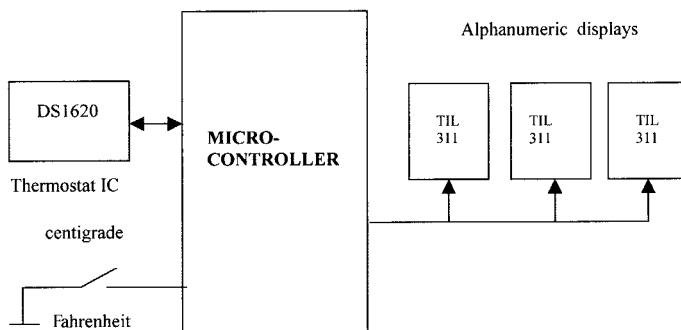 Alphanumeric displays
DS1620
Thermostat IC
centigrade
Fahrenheit
MICRO-
CONTROLLER
TIL
311
TIL
311
TIL
311